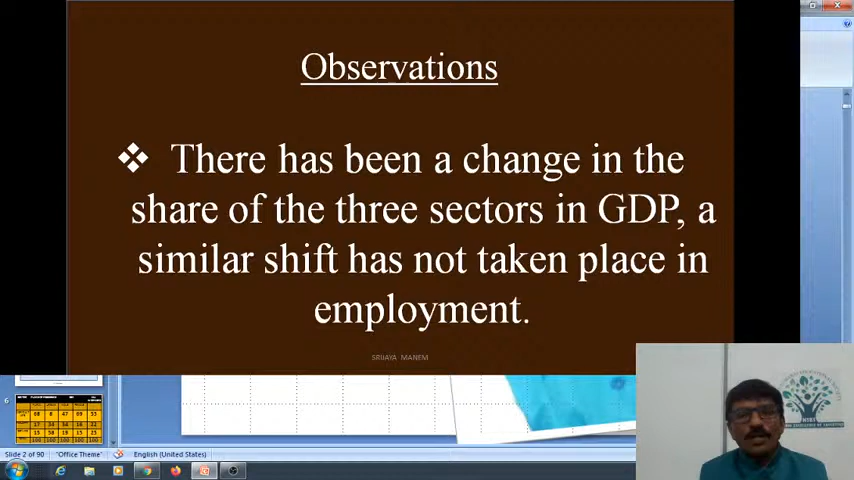 Observations
❖ There has been a change in the
share of the three sectors in GDP, a
similar shift has not taken place in
employment.
SRIJAYA MANEM
6
Slide 2 of 90
"Office Theme"
English (United States)